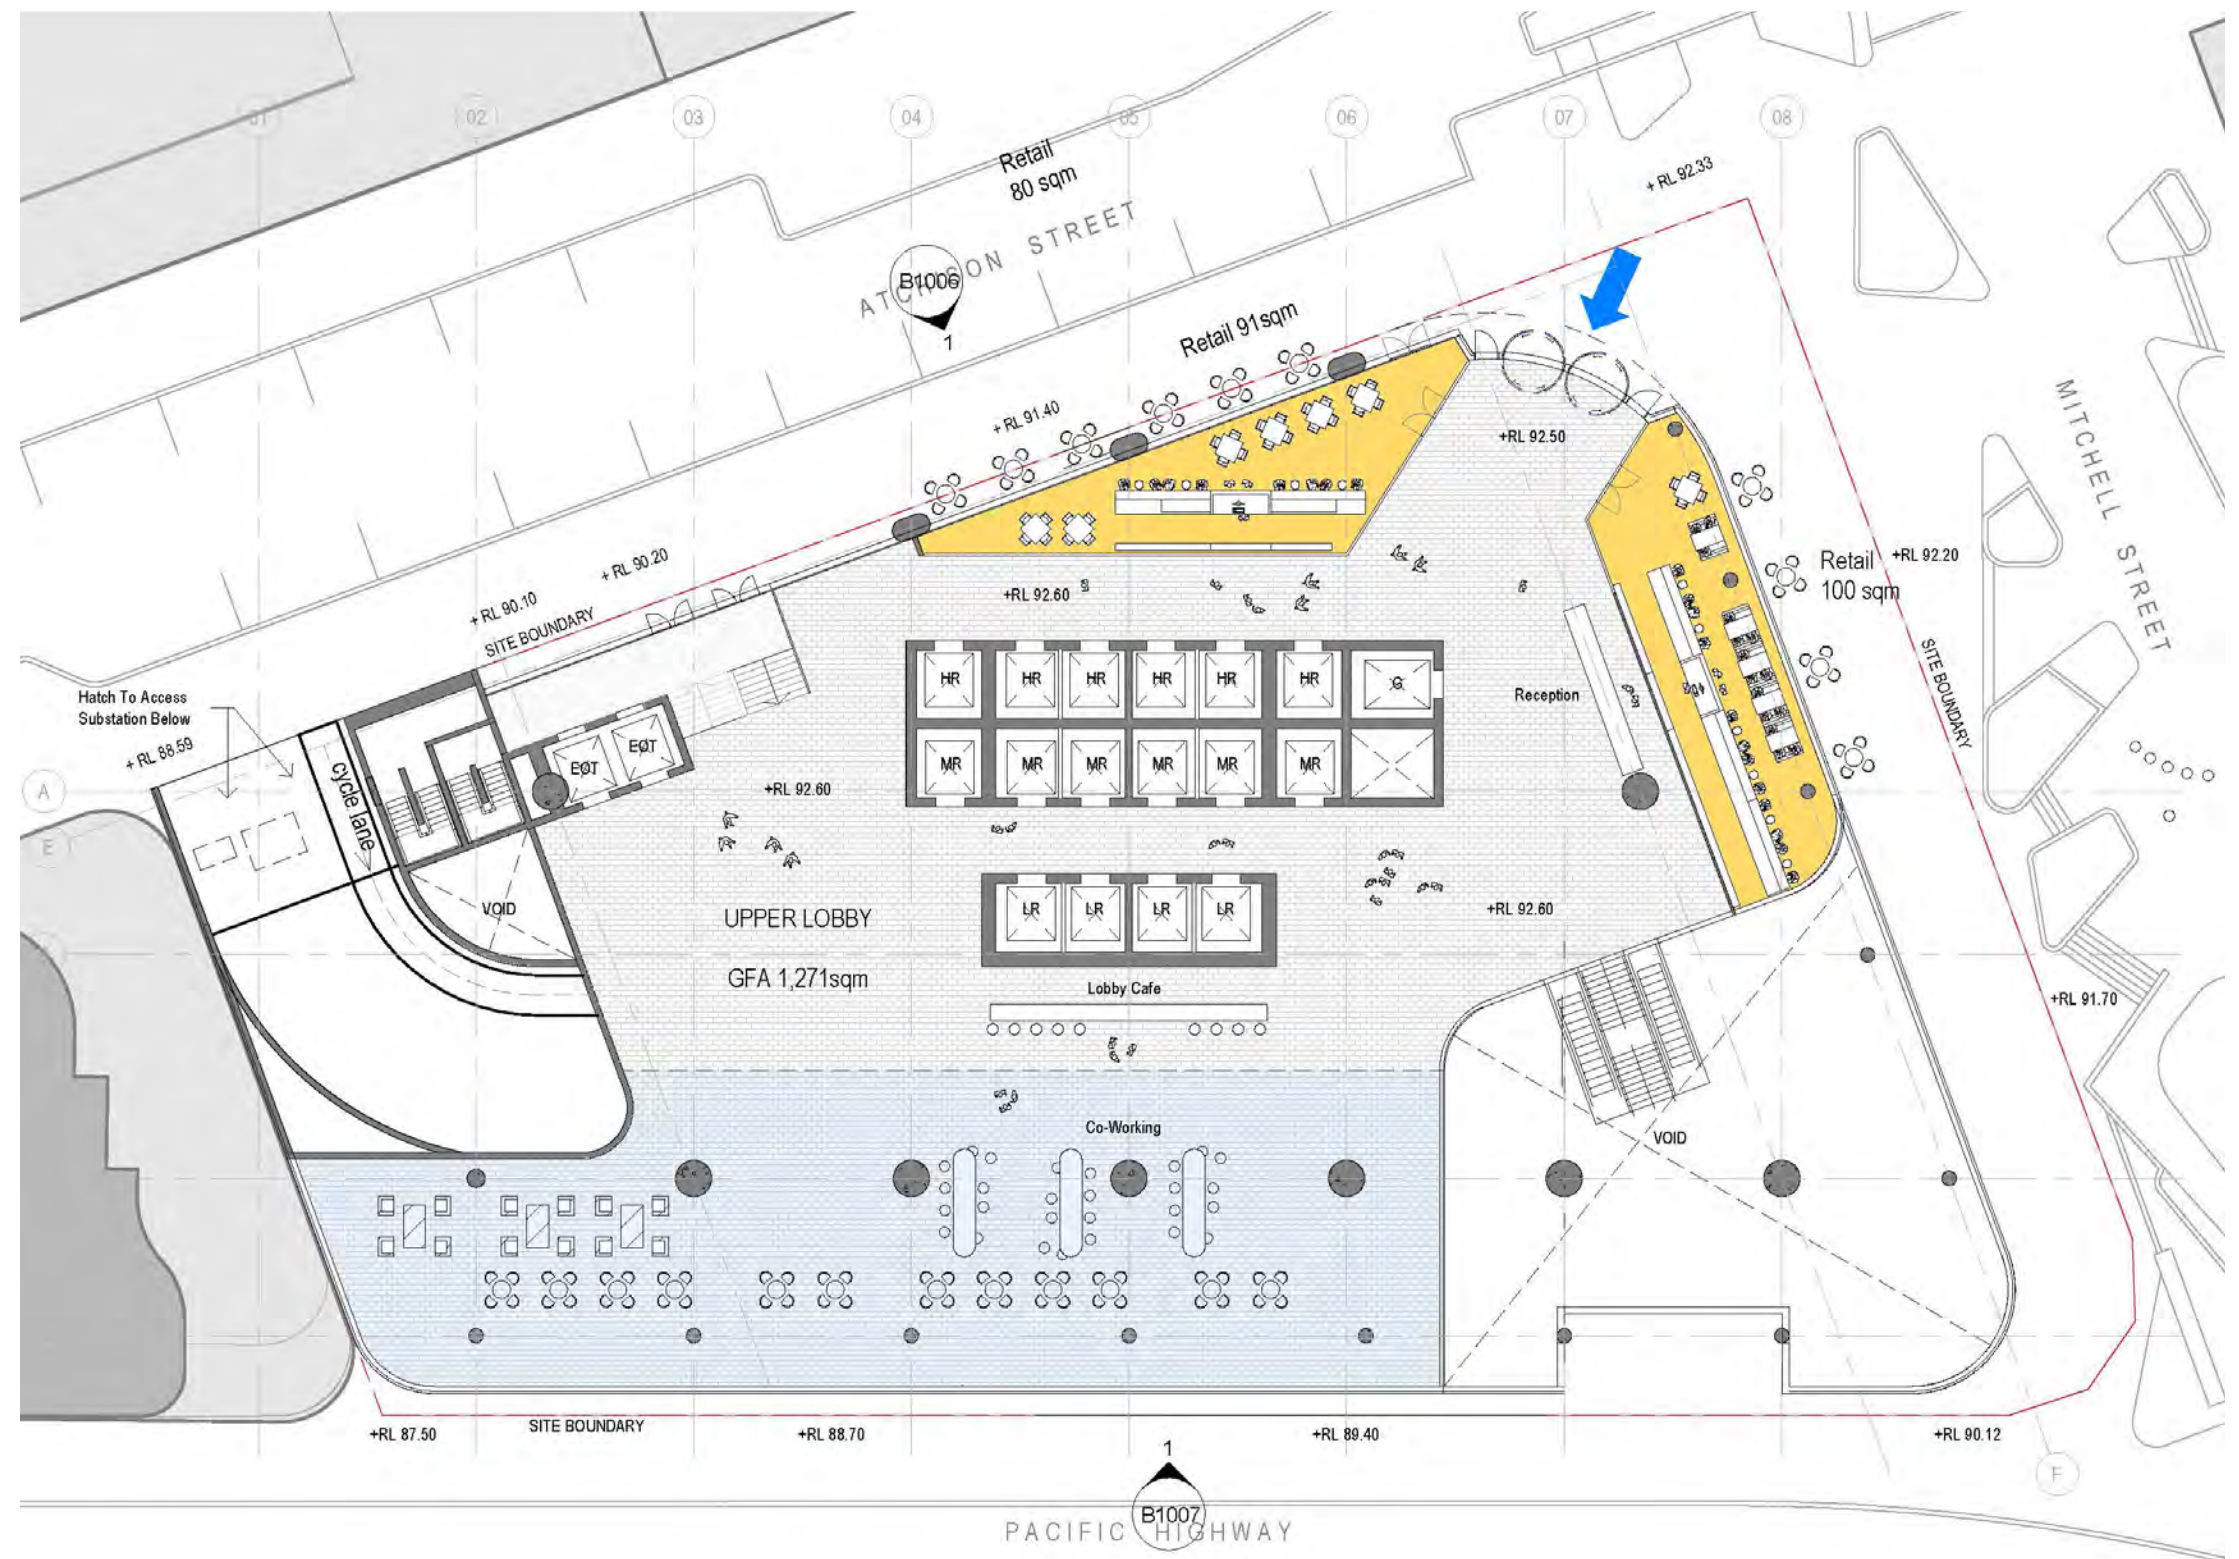 01
02
03
04
05
06
07
08
Retail
80 sqm
ATCHISON STREET
B1006
1
Retail 91sqm
+ RL 92.33
+ RL 91.40
+RL 92.50
MITCHELL STREET
+ RL 90.20
+ RL 90.10
SITE BOUNDARY
+RL 92.60
Retail
100 sqm
+RL 92.20
SITE BOUNDARY
Hatch To Access
Substation Below
+ RL 88.59
cycle lane
EOT
EOT
HR
HR
HR
HR
HR
HR
G
MR
MR
MR
MR
MR
MR
Reception
A
E
+RL 92.60
VOID
UPPER LOBBY
GFA 1,271sqm
LR
LR
LR
LR
+RL 92.60
Lobby Cafe
+RL 91.70
Co-Working
VOID
+RL 87.50
SITE BOUNDARY
+RL 88.70
+RL 89.40
+RL 90.12
F
1
B1007
PACIFIC HIGHWAY